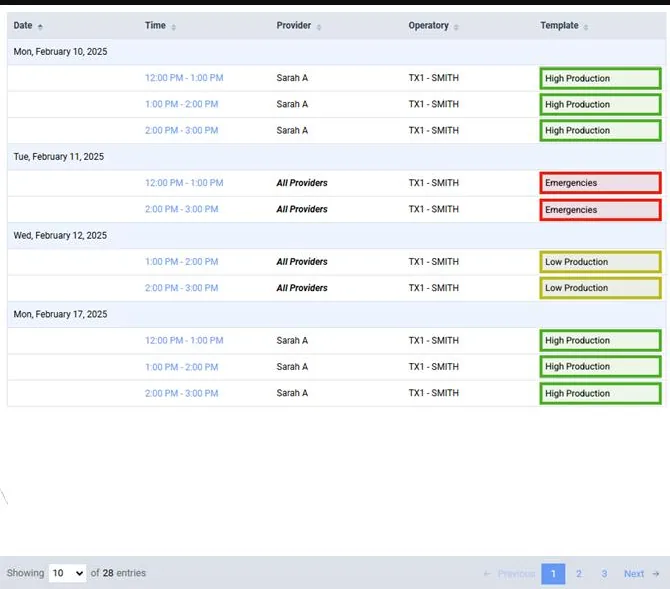 Date Time Provider Operatory Template
Mon, February 10, 2025
12:00 PM - 1:00 PM Sarah A TX1 - SMITH High Production
1:00 PM - 2:00 PM Sarah A TX1 - SMITH High Production
2:00 PM - 3:00 PM Sarah A TX1 - SMITH High Production
Tue, February 11, 2025
12:00 PM - 1:00 PM All Providers TX1 - SMITH Emergencies
2:00 PM - 3:00 PM All Providers TX1 - SMITH Emergencies
Wed, February 12, 2025
1:00 PM - 2:00 PM All Providers TX1 - SMITH Low Production
2:00 PM - 3:00 PM All Providers TX1 - SMITH Low Production
Mon, February 17, 2025
12:00 PM - 1:00 PM Sarah A TX1 - SMITH High Production
1:00 PM - 2:00 PM Sarah A TX1 - SMITH High Production
2:00 PM - 3:00 PM Sarah A TX1 - SMITH High Production
Showing 10 of 28 entries ← Previous 1 2 3 Next →